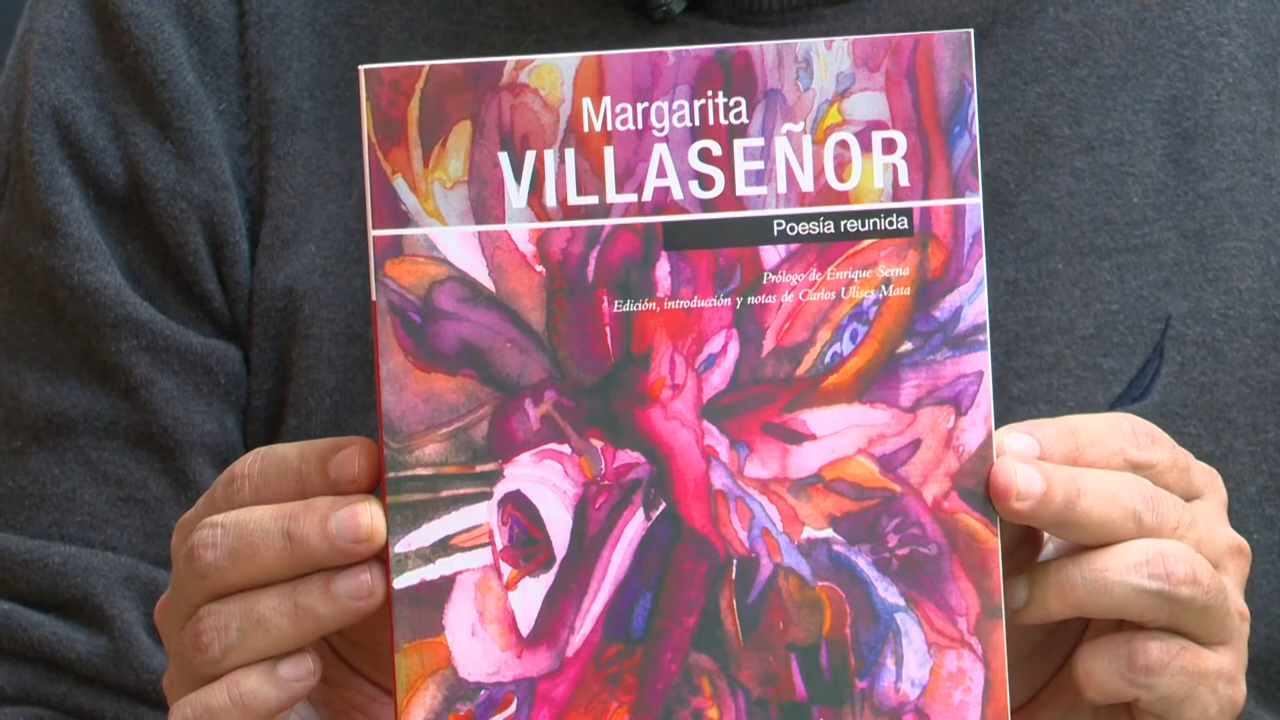 Margarita
VILLASEÑOR
Poesía reunida
Prólogo de Enrique Serna
Edición, introducción y notas de Carlos Ulises Mata